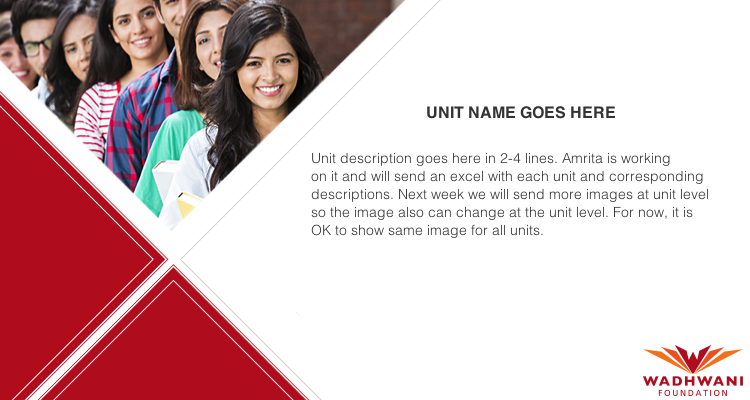 UNIT NAME GOES HERE
Unit description goes here in 2-4 lines. Amrita is working
on it and will send an excel with each unit and corresponding
descriptions. Next week we will send more images at unit level
so the image also can change at the unit level. For now, it is
OK to show same image for all units.
WADHWANI
FOUNDATION